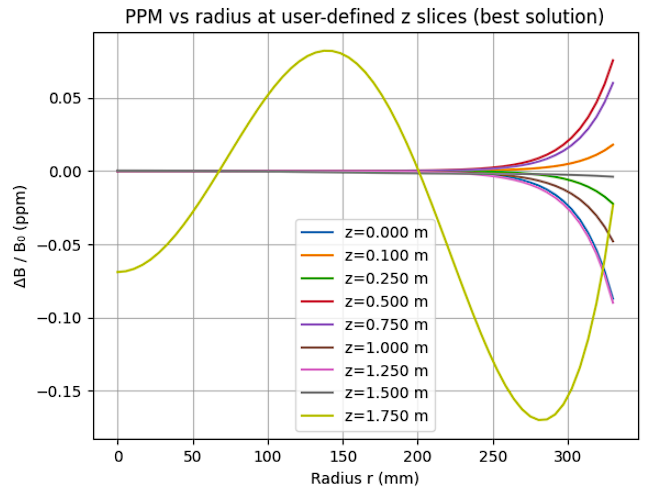 PPM vs radius at user-defined z slices (best solution)
0.05
0.00
−0.05
−0.10
−0.15
ΔB / B₀ (ppm)
z=0.000 m
z=0.100 m
z=0.250 m
z=0.500 m
z=0.750 m
z=1.000 m
z=1.250 m
z=1.500 m
z=1.750 m
0 50 100 150 200 250 300
Radius r (mm)